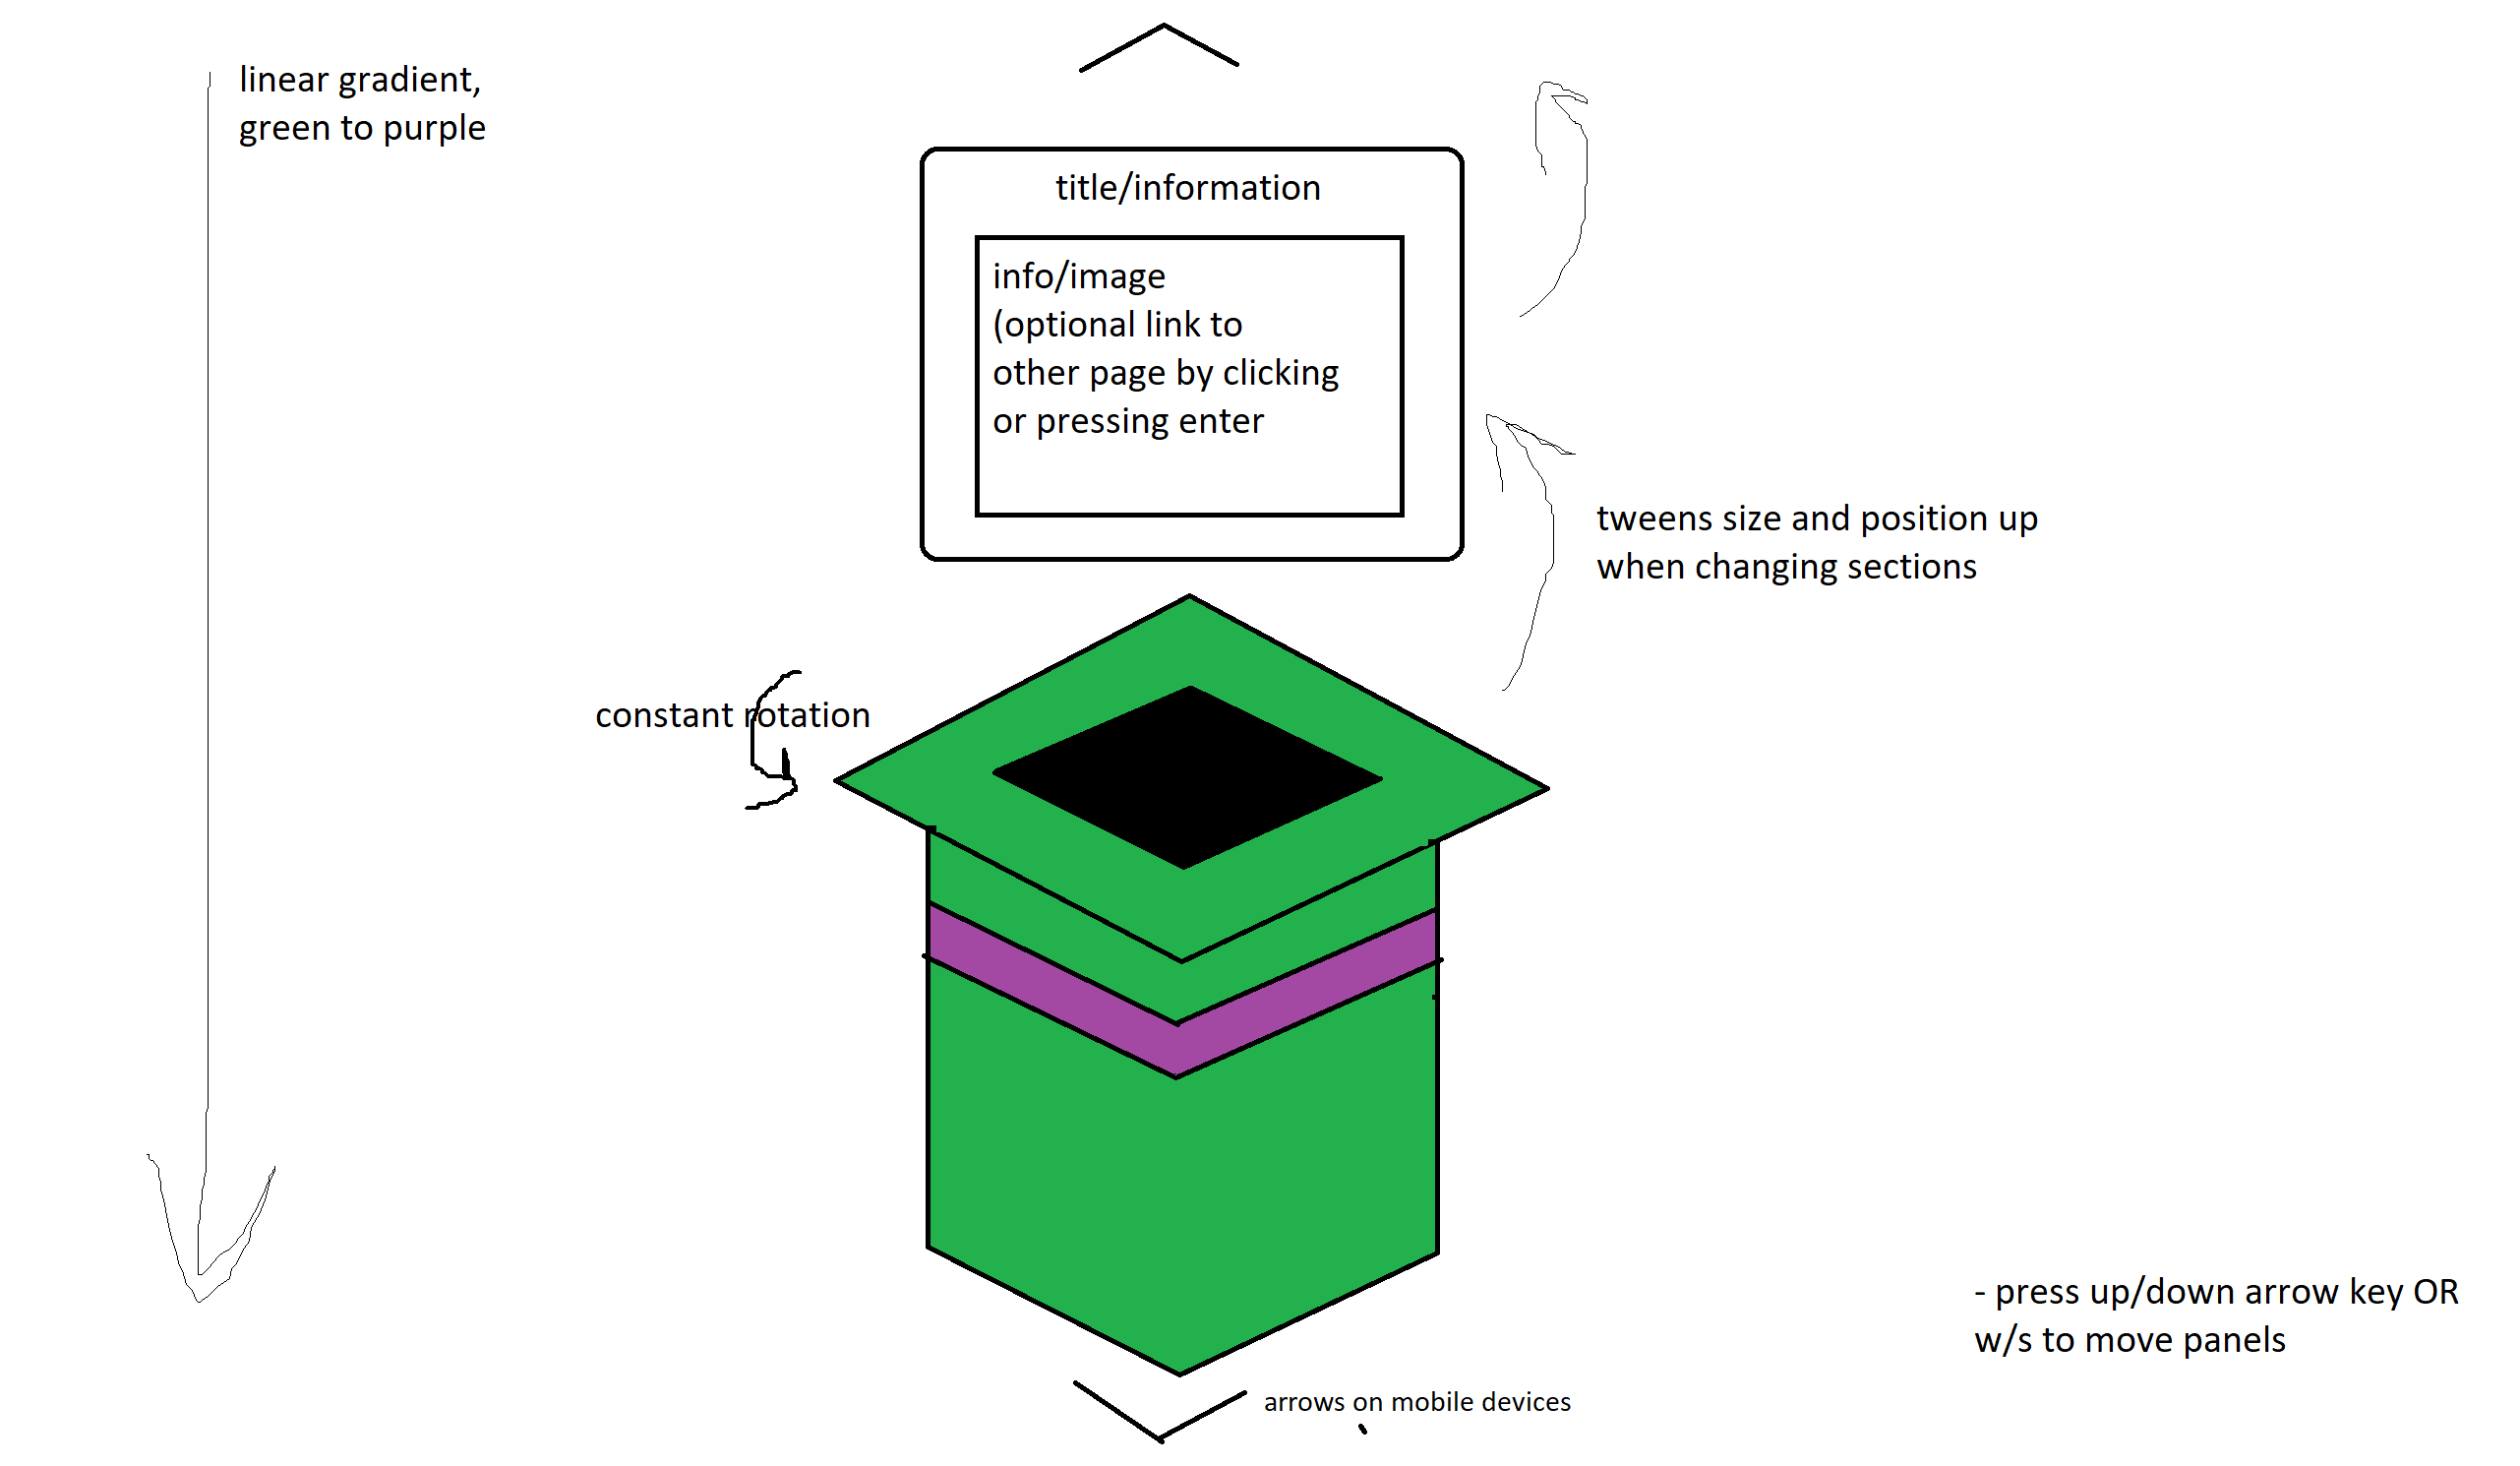 linear gradient,
green to purple
title/information
info/image
(optional link to
other page by clicking
or pressing enter
tweens size and position up
when changing sections
constant rotation
- press up/down arrow key OR
w/s to move panels
arrows on mobile devices